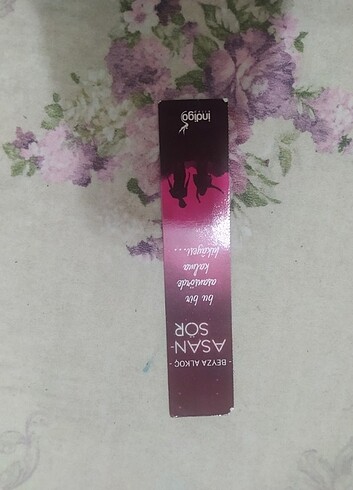 - BEYZA ALKOÇ -
ASAN-
SÖR
bu bir
asansörde
kalma
hikâyesi...
indigo